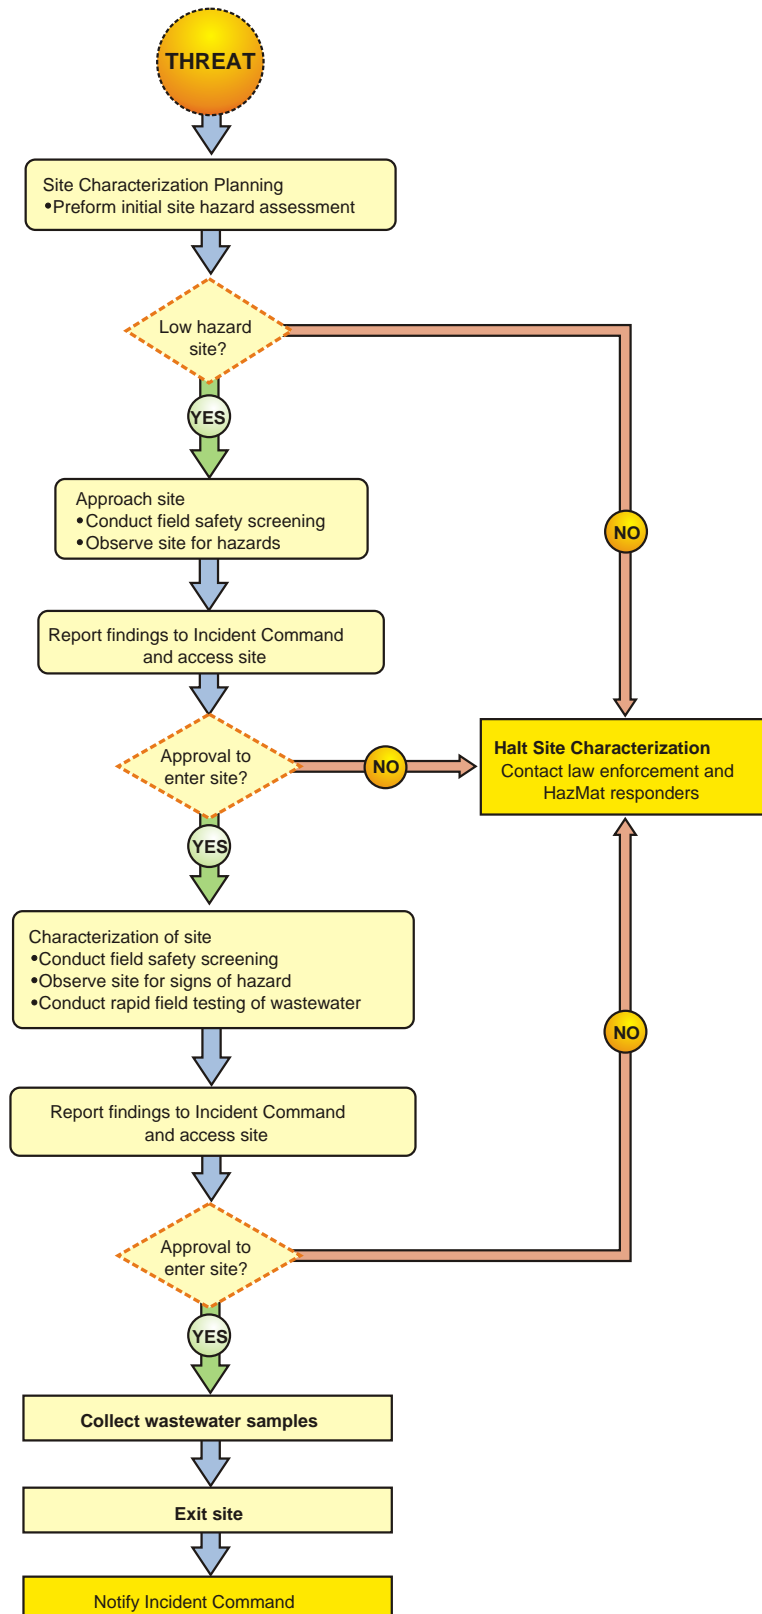 THREAT
Site Characterization Planning
•Preform initial site hazard assessment
Low hazard
site?
YES
Approach site
•Conduct field safety screening
•Observe site for hazards
NO
Report findings to Incident Command
and access site
Approval to
enter site?
NO
Halt Site Characterization
Contact law enforcement and
HazMat responders
YES
Characterization of site
•Conduct field safety screening
•Observe site for signs of hazard
•Conduct rapid field testing of wastewater
NO
Report findings to Incident Command
and access site
Approval to
enter site?
YES
Collect wastewater samples
Exit site
Notify Incident Command